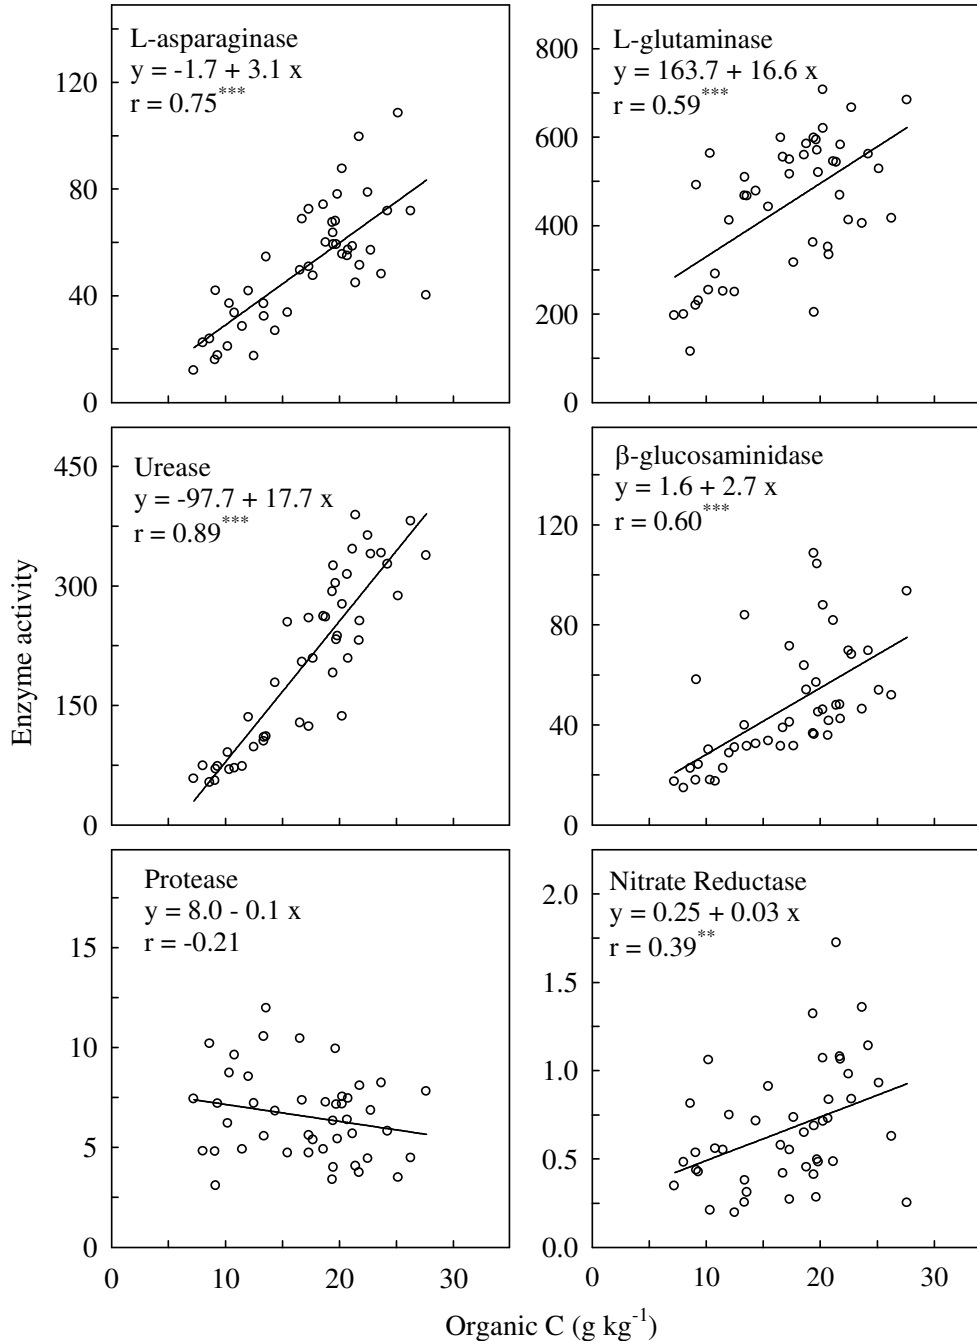 L-asparaginase
y = -1.7 + 3.1 x
r = 0.75***
120
80
40
0
L-glutaminase
y = 163.7 + 16.6 x
r = 0.59***
800
600
400
200
0
Urease
y = -97.7 + 17.7 x
r = 0.89***
450
300
150
0
β-glucosaminidase
y = 1.6 + 2.7 x
r = 0.60***
120
80
40
0
Enzyme activity
Protease
y = 8.0 - 0.1 x
r = -0.21
15
10
5
0
0 10 20 30
Nitrate Reductase
y = 0.25 + 0.03 x
r = 0.39**
2.0
1.5
1.0
0.5
0.0
0 10 20 30
Organic C (g kg-1)